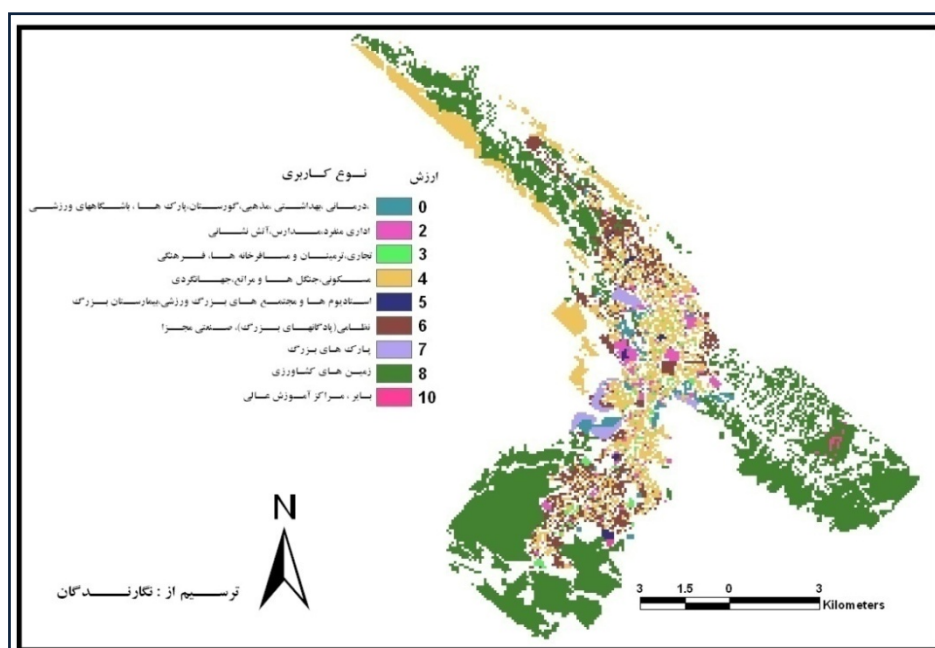 نوع کاربری ارزش
درمانی ،بهداشتی ،مذهبی،گورستان،پارک ها ، باشگاههای ورزشی 0
اداری منفرد،مدارس،آتش نشانی 2
تجاری،ترمینال و مسافرخانه ها، فرهنگی 3
مسکونی،جنگل ها و مراتع،جهانگردی 4
استادیوم ها و مجتمع های بزرگ ورزشی،بیمارستان بزرگ 5
نظامی(پادگانهای بزرگ)، صنعتی مجزا 6
پارک های بزرگ 7
زمین های کشاورزی 8
بایر ، مراکز آموزش عالی 10
N
ترسیم از : نگارندگان
3 1.5 0 3
Kilometers